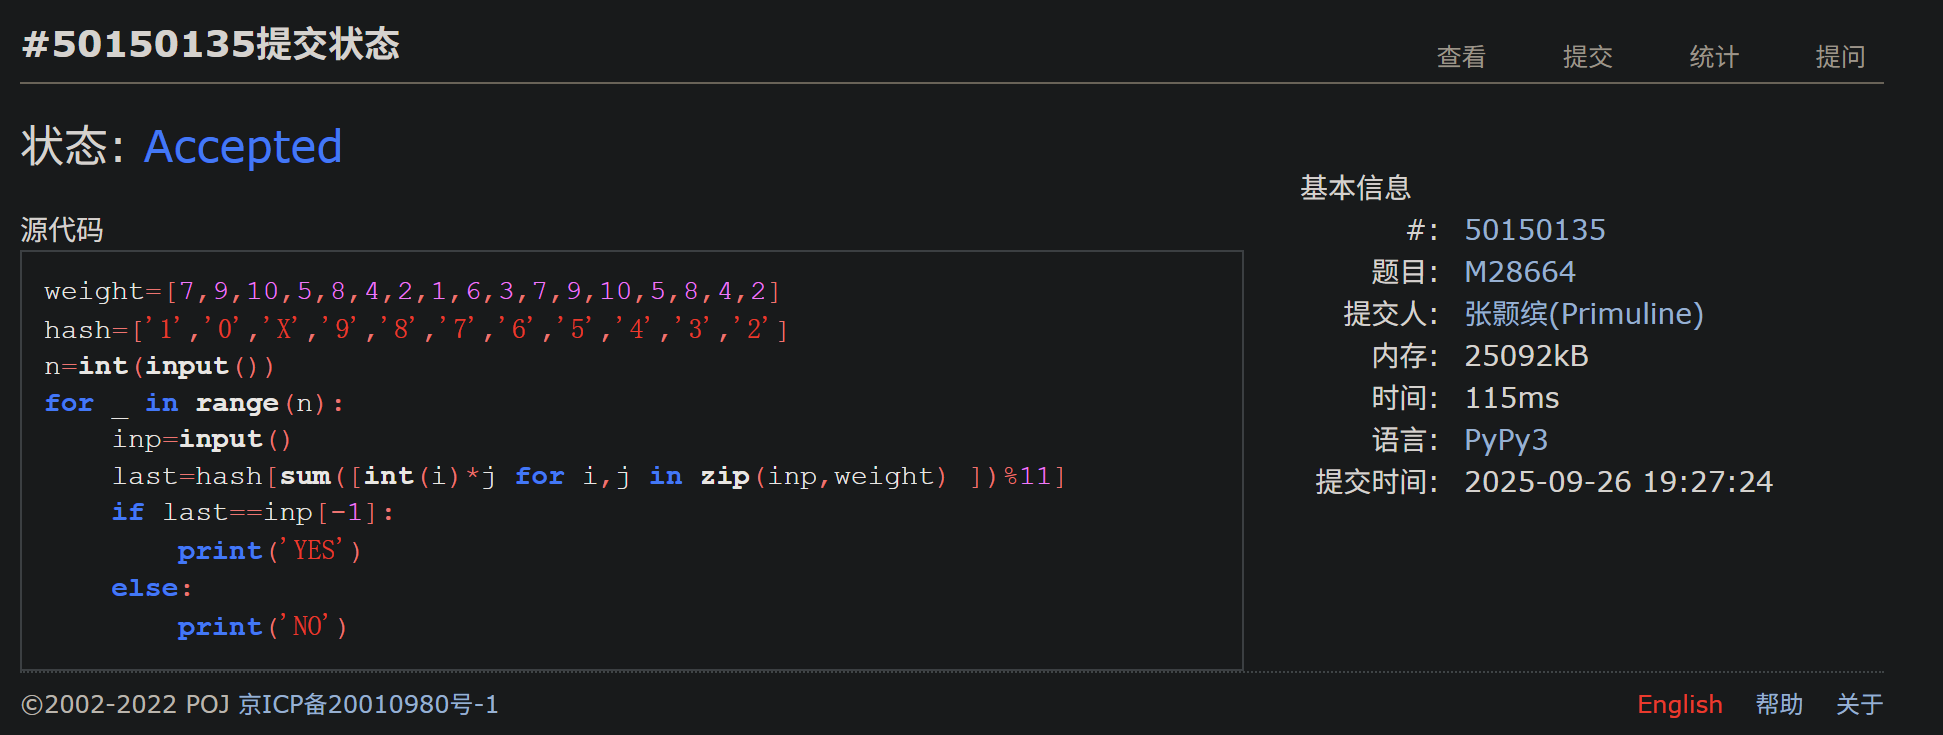 #50150135提交状态
查看 提交 统计 提问
状态: Accepted
源代码
weight=[7,9,10,5,8,4,2,1,6,3,7,9,10,5,8,4,2]
hash=['1','0','X','9','8','7','6','5','4','3','2']
n=int(input())
for _ in range(n):
    inp=input()
    last=hash[sum([int(i)*j for i,j in zip(inp,weight) ])%11]
    if last==inp[-1]:
        print('YES')
    else:
        print('NO')
基本信息
#: 50150135
题目: M28664
提交人: 张颢缤(Primuline)
内存: 25092kB
时间: 115ms
语言: PyPy3
提交时间: 2025-09-26 19:27:24
©2002-2022 POJ 京ICP备20010980号-1
English 帮助 关于